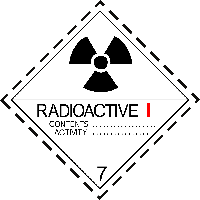 RADIOACTIVE I
CONTENTS ....................
ACTIVITY ....................
7